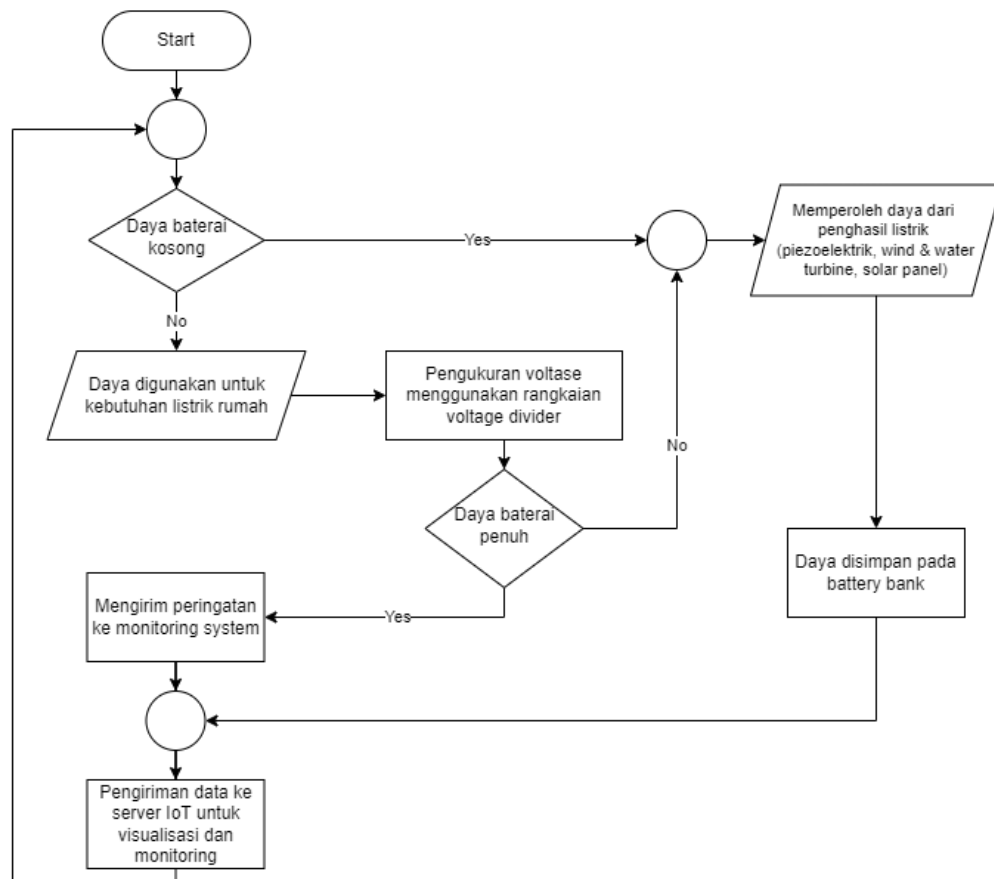 Start
Daya baterai
kosong
Yes
Memperoleh daya dari
penghasil listrik
(piezoelektrik, wind & water
turbine, solar panel)
No
Daya digunakan untuk
kebutuhan listrik rumah
Pengukuran voltase
menggunakan rangkaian
voltage divider
No
Daya baterai
penuh
Daya disimpan pada
battery bank
Yes
Mengirim peringatan
ke monitoring system
Pengiriman data ke
server IoT untuk
visualisasi dan
monitoring